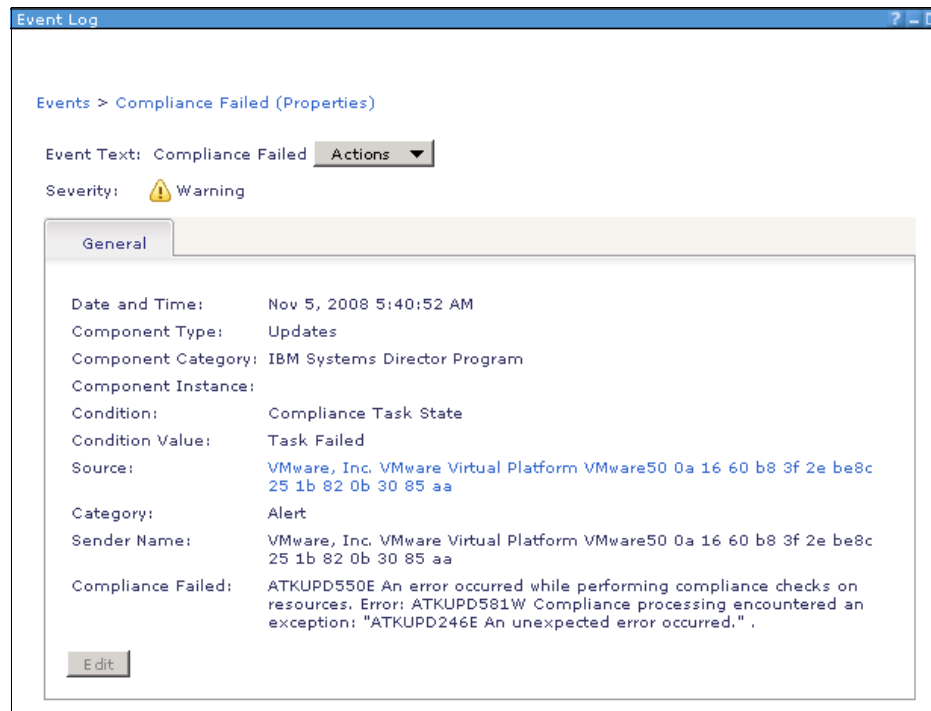 Event Log ?
Events > Compliance Failed (Properties)
Event Text: Compliance Failed Actions
Severity: Warning
General
Date and Time: Nov 5, 2008 5:40:52 AM
Component Type: Updates
Component Category: IBM Systems Director Program
Component Instance:
Condition: Compliance Task State
Condition Value: Task Failed
Source: VMware, Inc. VMware Virtual Platform VMware50 0a 16 60 b8 3f 2e be8c
25 1b 82 0b 30 85 aa
Category: Alert
Sender Name: VMware, Inc. VMware Virtual Platform VMware50 0a 16 60 b8 3f 2e be8c
25 1b 82 0b 30 85 aa
Compliance Failed: ATKUPD550E An error occurred while performing compliance checks on
resources. Error: ATKUPD581W Compliance processing encountered an
exception: "ATKUPD246E An unexpected error occurred." .
Edit